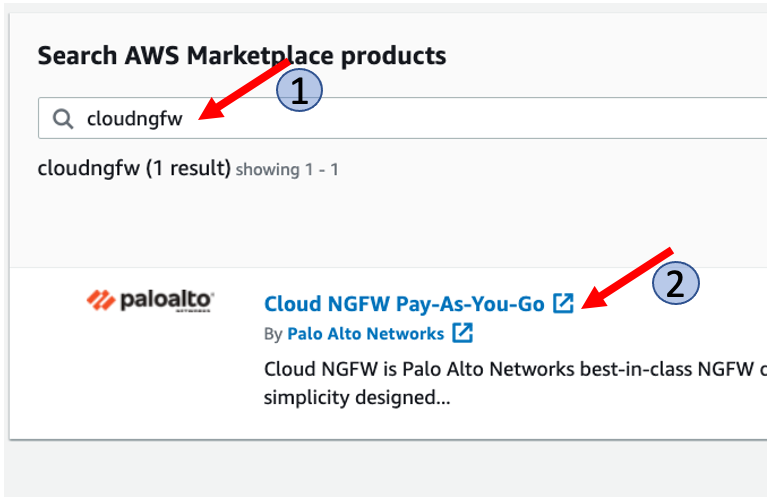 Search AWS Marketplace products
1
cloudngfw
cloudngfw (1 result) showing 1 - 1
paloalto
NETWORKS
Cloud NGFW Pay-As-You-Go
2
By Palo Alto Networks
Cloud NGFW is Palo Alto Networks best-in-class NGFW
simplicity designed...